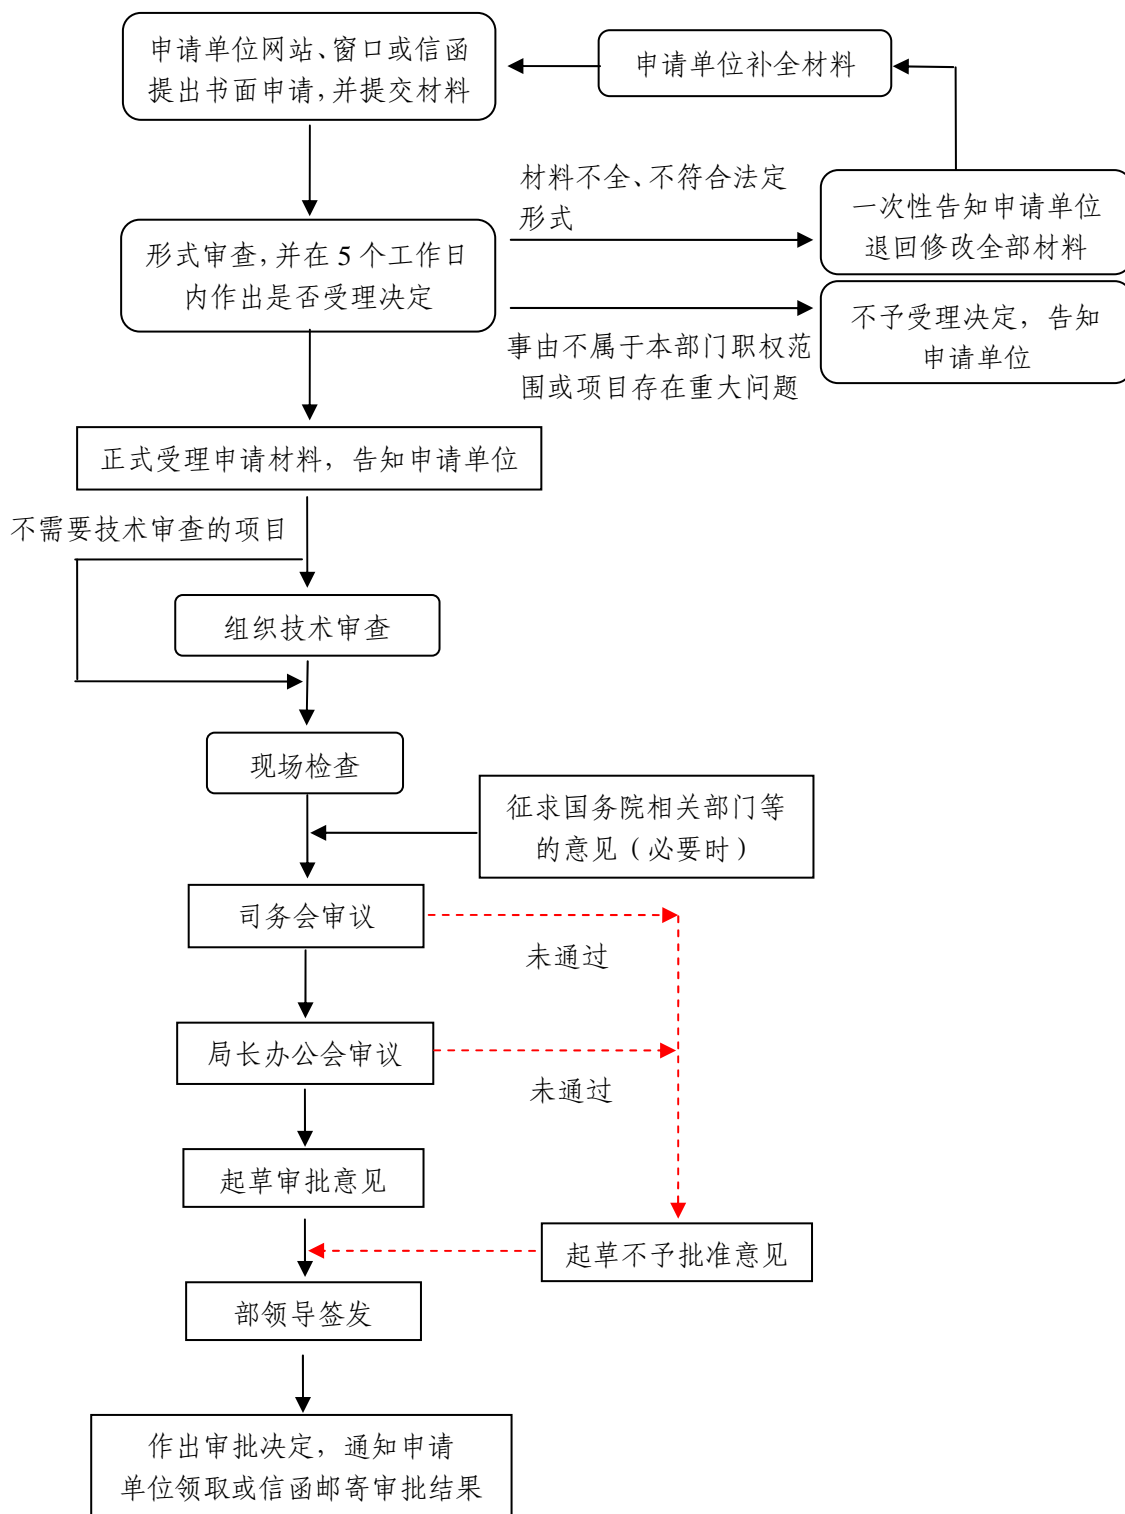 申请单位网站、窗口或信函
提出书面申请,并提交材料
申请单位补全材料
材料不全、不符合法定
形式
一次性告知申请单位
退回修改全部材料
形式审查,并在 5 个工作日
内作出是否受理决定
不予受理决定，告知
申请单位
事由不属于本部门职权范
围或项目存在重大问题
正式受理申请材料，告知申请单位
不需要技术审查的项目
组织技术审查
现场检查
征求国务院相关部门等
的意见（必要时）
司务会审议
未通过
局长办公会审议
未通过
起草审批意见
起草不予批准意见
部领导签发
作出审批决定，通知申请
单位领取或信函邮寄审批结果